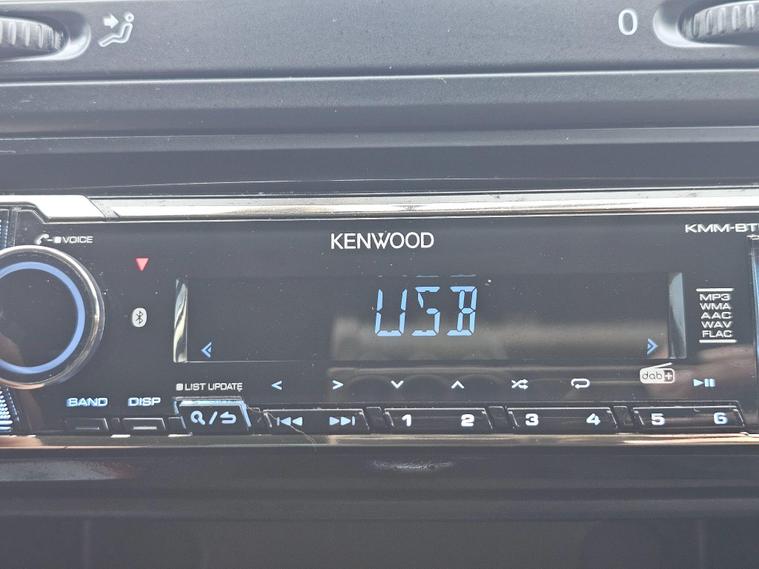 0
VOICE
KENWOOD
KMM-BT
USB
MP3
WMA
AAC
WAV
FLAC
LIST UPDATE
dab+
BAND
DISP
1
2
3
4
5
6